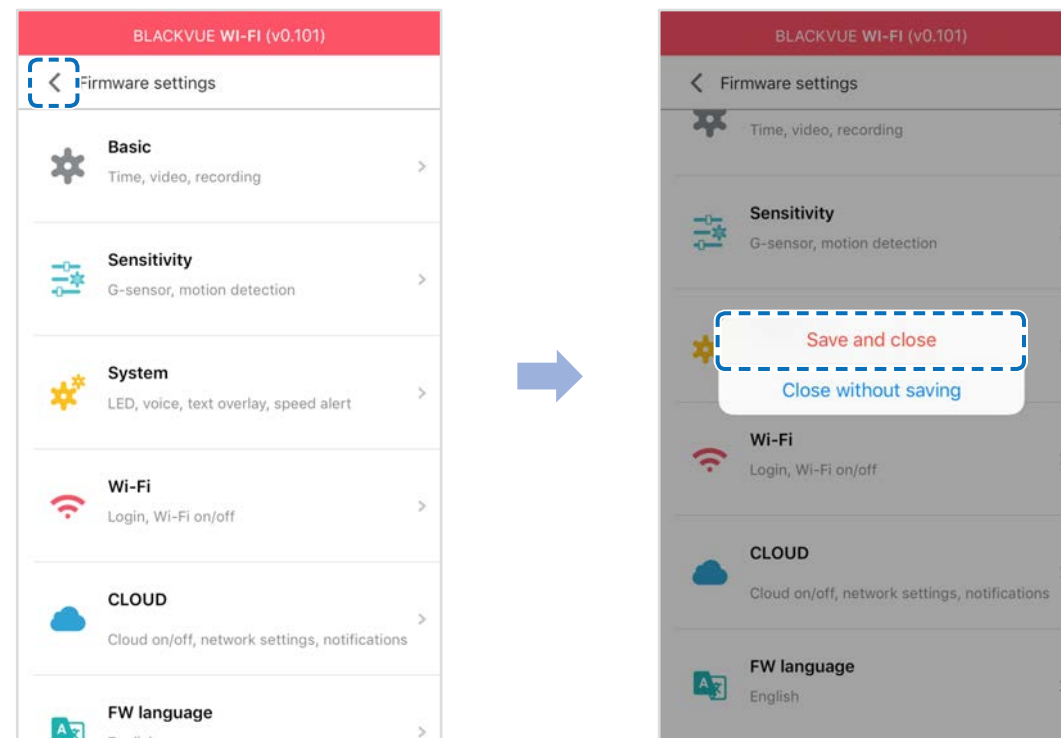 BLACKVUE WI-FI (v0.101)
Firmware settings
Basic
Time, video, recording
Sensitivity
G-sensor, motion detection
System
LED, voice, text overlay, speed alert
Wi-Fi
Login, Wi-Fi on/off
CLOUD
Cloud on/off, network settings, notifications
FW language
BLACKVUE WI-FI (v0.101)
Firmware settings
Time, video, recording
Sensitivity
G-sensor, motion detection
Save and close
Close without saving
Wi-Fi
Login, Wi-Fi on/off
CLOUD
Cloud on/off, network settings, notifications
FW language
English